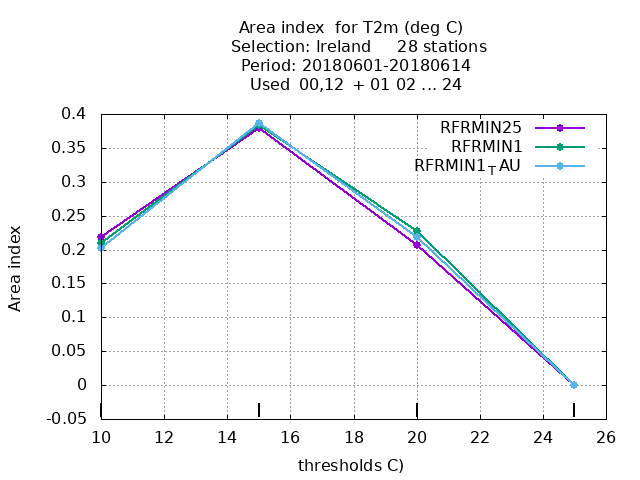 Area index  for T2m (deg C)
Selection: Ireland     28 stations
Period: 20180601-20180614
Used  00,12  + 01 02 ... 24
RFRMIN25
RFRMIN1
RFRMIN1TAU
0.4
0.35
0.3
0.25
0.2
0.15
0.1
0.05
0
-0.05
Area index
10 12 14 16 18 20 22 24 26
thresholds C)